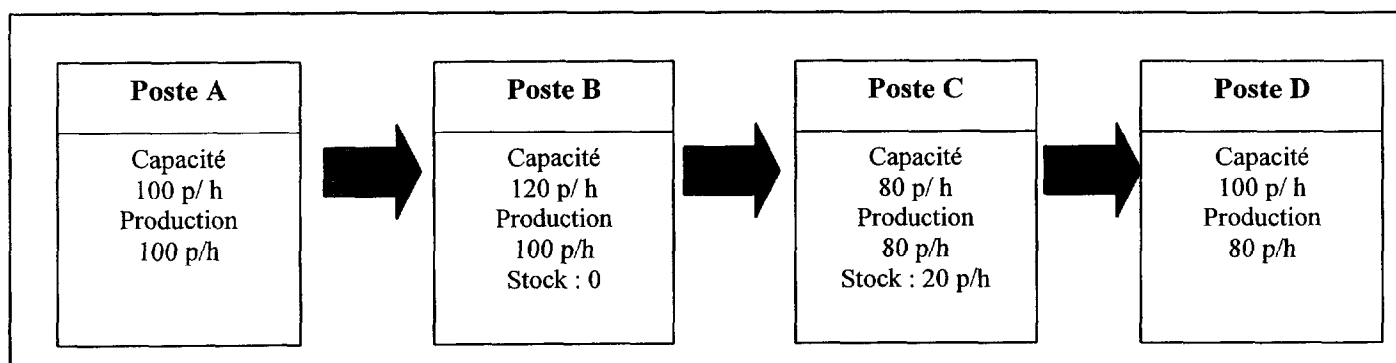 Poste A
Capacité
100 p/ h
Production
100 p/h
Poste B
Capacité
120 p/ h
Production
100 p/h
Stock : 0
Poste C
Capacité
80 p/ h
Production
80 p/h
Stock : 20 p/h
Poste D
Capacité
100 p/ h
Production
80 p/h